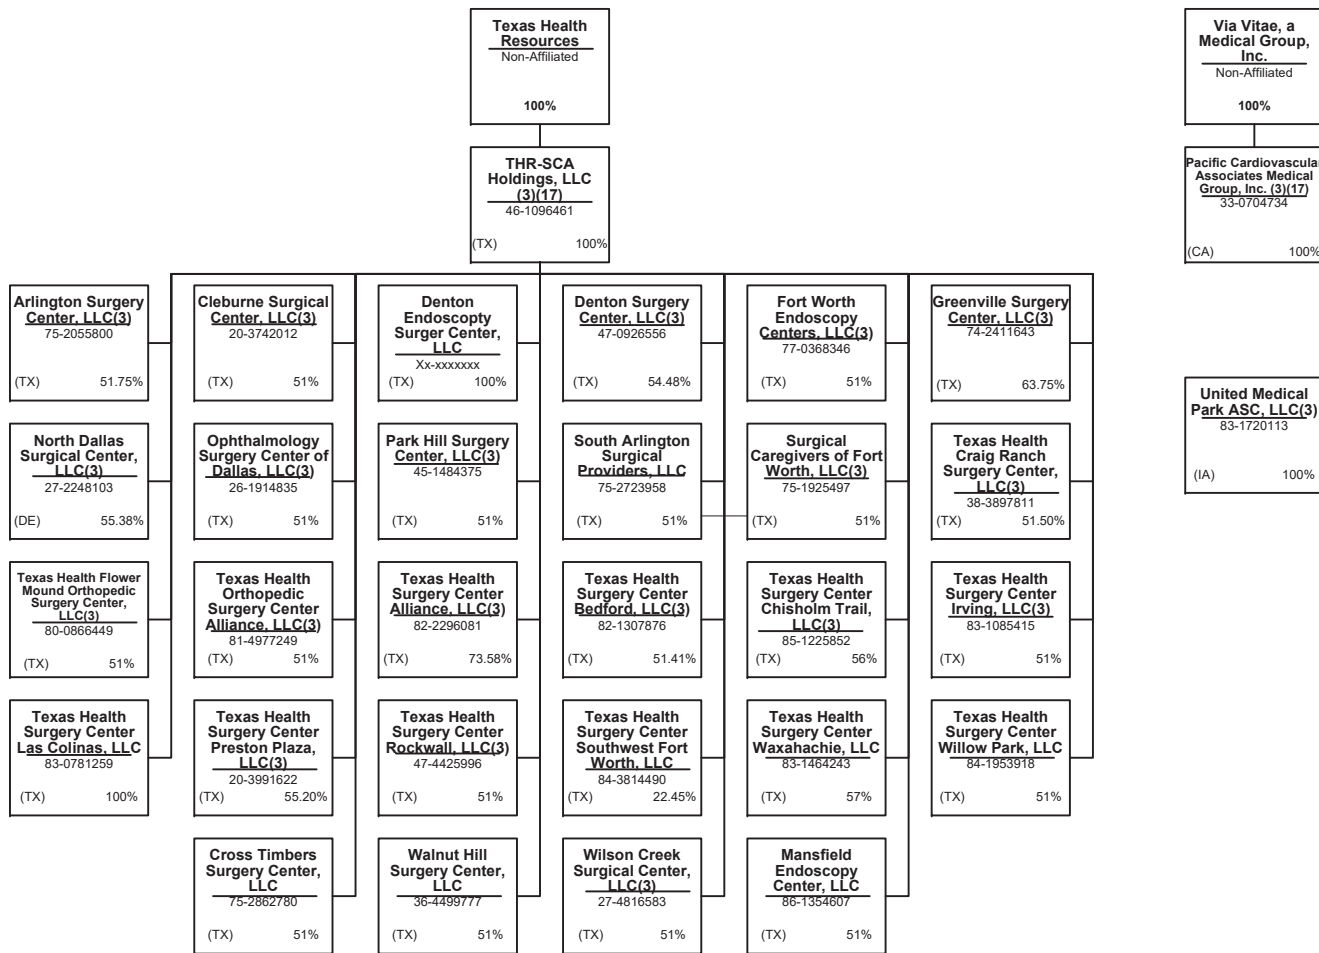 Texas Health
Resources
Non-Affiliated
100%
Via Vitae, a
Medical Group,
Inc.
Non-Affiliated
100%
THR-SCA
Holdings, LLC
(3)(17)
46-1096461
(TX) 100%
Pacific Cardiovascular
Associates Medical
Group, Inc. (3)(17)
33-0704734
(CA) 100%
Arlington Surgery
Center, LLC(3)
75-2055800
(TX) 51.75%
Cleburne Surgical
Center, LLC(3)
20-3742012
(TX) 51%
Denton
Endoscopty
Surger Center,
LLC
Xx-xxxxxxx
(TX) 100%
Denton Surgery
Center, LLC(3)
47-0926556
(TX) 54.48%
Fort Worth
Endoscopy
Centers, LLC(3)
77-0368346
(TX) 51%
Greenville Surgery
Center, LLC(3)
74-2411643
(TX) 63.75%
United Medical
Park ASC, LLC(3)
83-1720113
(IA) 100%
North Dallas
Surgical Center,
LLC(3)
27-2248103
(DE) 55.38%
Ophthalmology
Surgery Center of
Dallas, LLC(3)
26-1914835
(TX) 51%
Park Hill Surgery
Center, LLC(3)
45-1484375
(TX) 51%
South Arlington
Surgical
Providers, LLC
75-2723958
(TX) 51%
Surgical
Caregivers of Fort
Worth, LLC(3)
75-1925497
(TX) 51%
Texas Health
Craig Ranch
Surgery Center,
LLC(3)
38-3897811
(TX) 51.50%
Texas Health Flower
Mound Orthopedic
Surgery Center,
LLC(3)
80-0866449
(TX) 51%
Texas Health
Orthopedic
Surgery Center
Alliance, LLC(3)
81-4977249
(TX) 51%
Texas Health
Surgery Center
Alliance, LLC(3)
82-2296081
(TX) 73.58%
Texas Health
Surgery Center
Bedford, LLC(3)
82-1307876
(TX) 51.41%
Texas Health
Surgery Center
Chisholm Trail,
LLC(3)
85-1225852
(TX) 56%
Texas Health
Surgery Center
Irving, LLC(3)
83-1085415
(TX) 51%
Texas Health
Surgery Center
Las Colinas, LLC
83-0781259
(TX) 100%
Texas Health
Surgery Center
Preston Plaza,
LLC(3)
20-3991622
(TX) 55.20%
Texas Health
Surgery Center
Rockwall, LLC(3)
47-4425996
(TX) 51%
Texas Health
Surgery Center
Southwest Fort
Worth, LLC
84-3814490
(TX) 22.45%
Texas Health
Surgery Center
Waxahachie, LLC
83-1464243
(TX) 57%
Texas Health
Surgery Center
Willow Park, LLC
84-1953918
(TX) 51%
Cross Timbers
Surgery Center,
LLC
75-2862780
(TX) 51%
Walnut Hill
Surgery Center,
LLC
36-4499777
(TX) 51%
Wilson Creek
Surgical Center,
LLC(3)
27-4816583
(TX) 51%
Mansfield
Endoscopy
Center, LLC
86-1354607
(TX) 51%